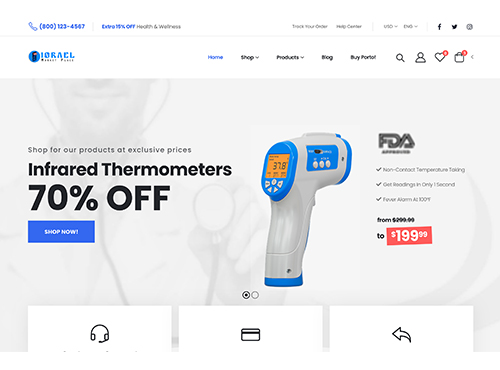 (800) 123-4567 Extra 15% OFF Health & Wellness Track Your Order Help Center USD ENG
IORAEL
Home Shop Products Blog Buy Porto!
Shop for our products at exclusive prices
Infrared Thermometers
70% OFF
SHOP NOW!
37.8
FDA
APPROVED
Non-Contact Temperature Taking
Get Readings In Only 1 Second
Fever Alarm At 100°F
from $299.99
to $199.99